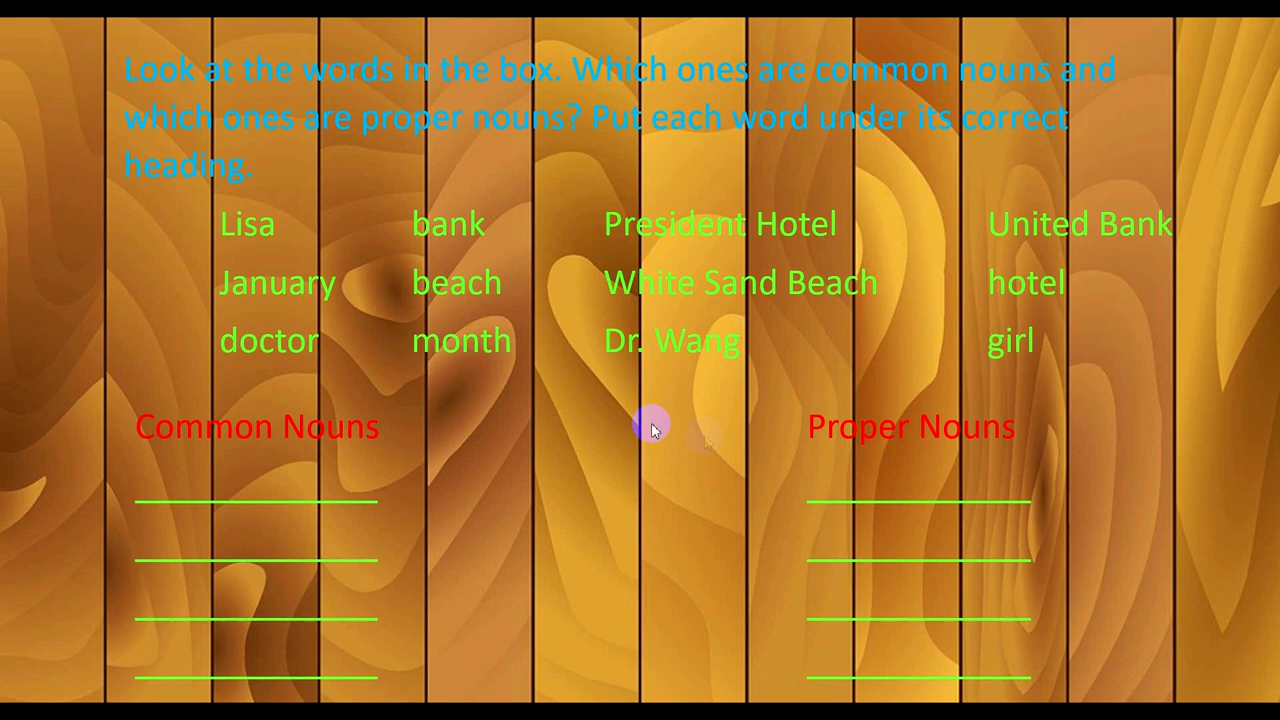 Look at the words in the box. Which ones are common nouns and
which ones are proper nouns? Put each word under its correct
heading.
Lisa bank President Hotel United Bank
January beach White Sand Beach hotel
doctor month Dr. Wang girl
Common Nouns Proper Nouns